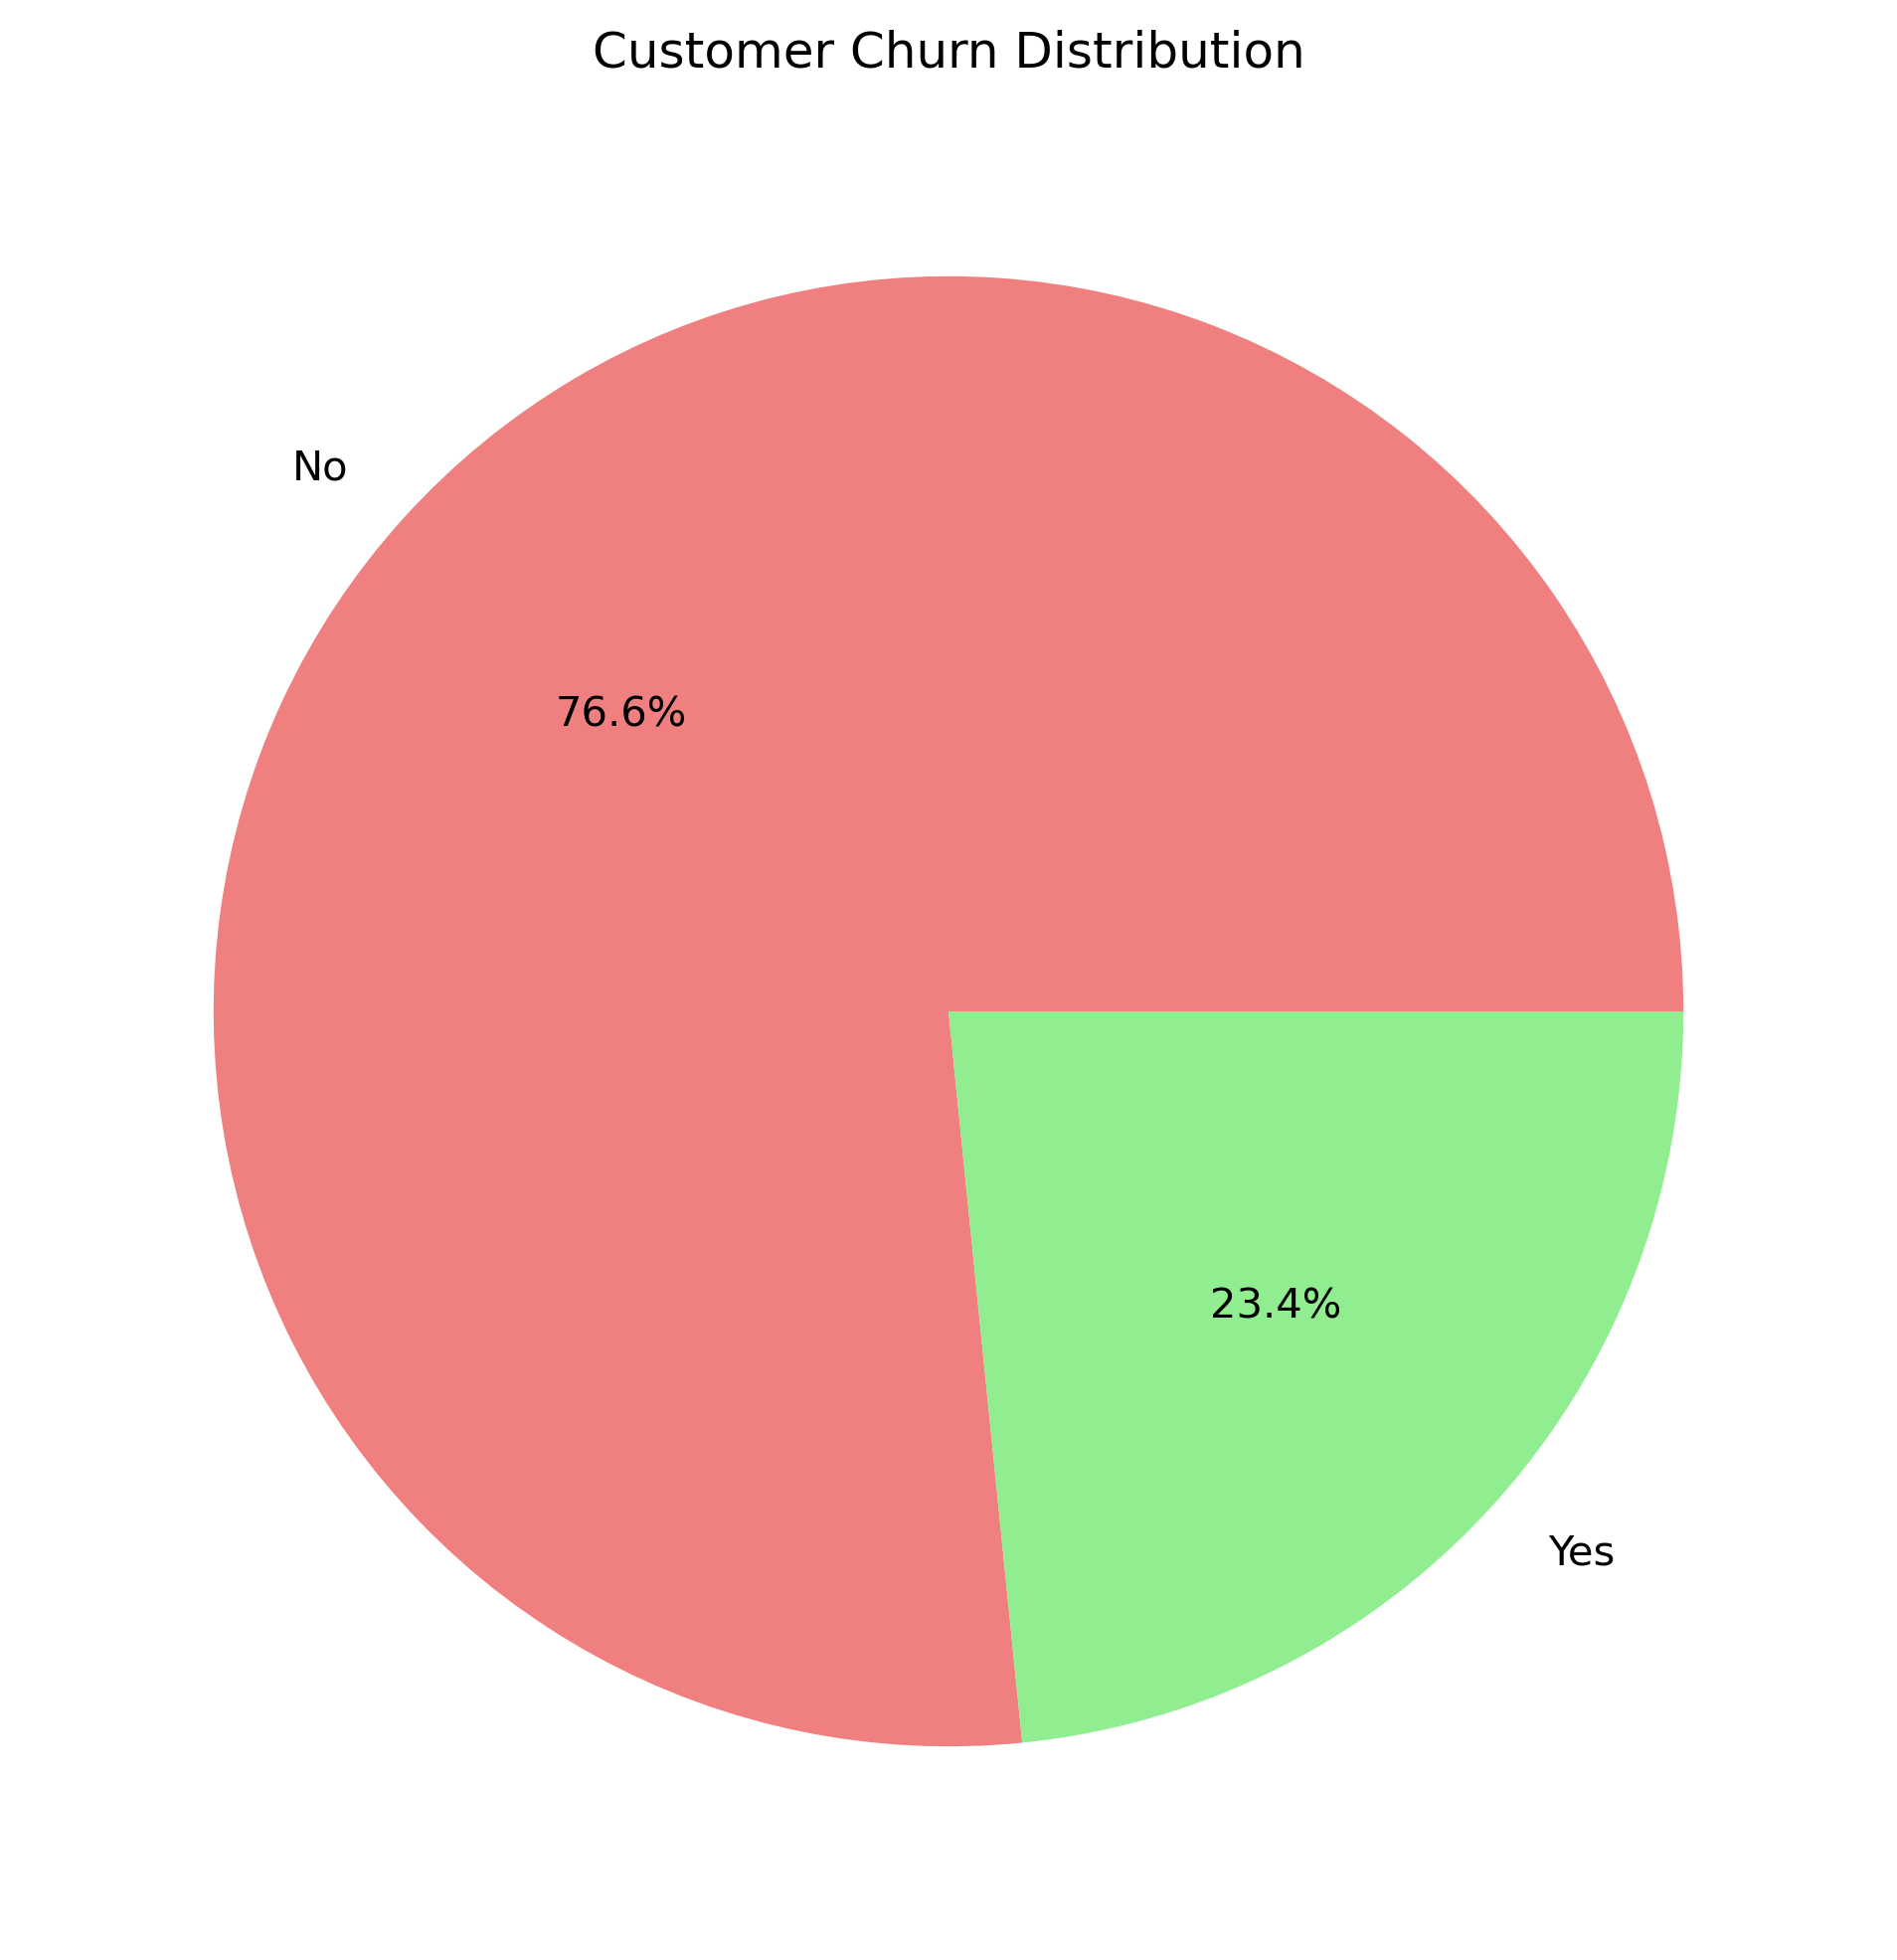 Customer Churn Distribution
No
76.6%
23.4%
Yes